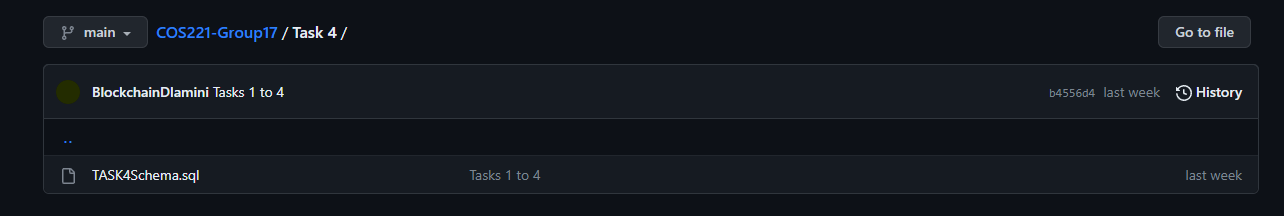 main COS221-Group17 / Task 4 / Go to file
BlockchainDlamini Tasks 1 to 4 b4556d4 last week History
..
TASK4Schema.sql Tasks 1 to 4 last week